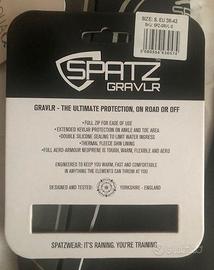 SIZE: S. EU 38-42
SPATZ
GRAVLR
GRAVLR - THE ULTIMATE PROTECTION, ON ROAD OR OFF
• FULL ZIP FOR EASE OF USE
• EXTENDED KEVLAR PROTECTION ON ANKLE AND TOE AREA
• DOUBLE SILICONE SEALING TO LIMIT WATER INGRESS
• THERMAL FLEECE SKIN LINING
• FULL AERO-ARMOUR NEOPRENE IS TOUGH, WARM, FLEXIBLE AND AERO
ENGINEERED TO KEEP YOU WARM, FAST AND COMFORTABLE
IN ANYTHING THE ELEMENTS CAN THROW AT YOU
DESIGNED AND TESTED: YORKSHIRE - ENGLAND
SPATZWEAR: IT'S RAINING. YOU'RE TRAINING.